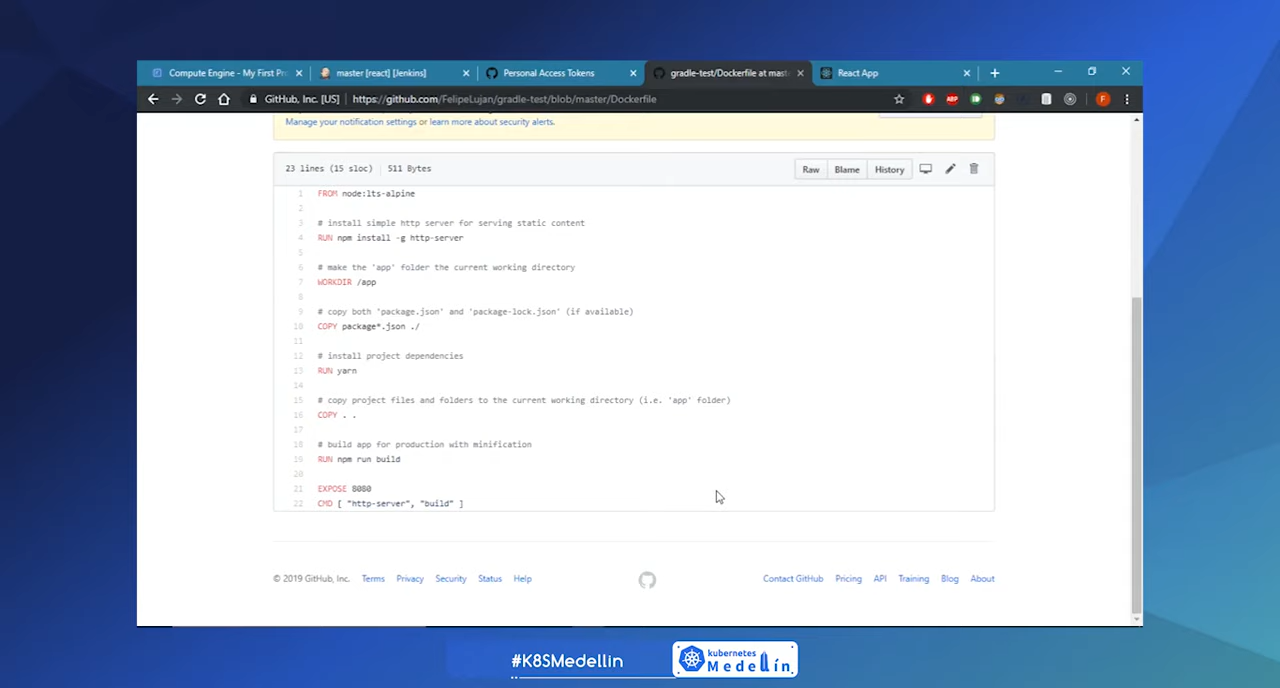 Compute Engine - My First Pr
master [react] [Jenkins]
Personal Access Tokens
gradle-test/Dockerfile at mast
React App
GitHub, Inc. [US]
https://github.com/FelipeLujan/gradle-test/blob/master/Dockerfile
ABP
F
Manage your notification settings or learn more about security alerts.
23 lines (15 sloc) 511 Bytes
Raw Blame History
1 FROM node:lts-alpine
2
3 # install simple http server for serving static content
4 RUN npm install -g http-server
5
6 # make the 'app' folder the current working directory
7 WORKDIR /app
8
9 # copy both 'package.json' and 'package-lock.json' (if available)
10 COPY package*.json ./
11
12 # install project dependencies
13 RUN yarn
14
15 # copy project files and folders to the current working directory (i.e. 'app' folder)
16 COPY . .
17
18 # build app for production with minification
19 RUN npm run build
20
21 EXPOSE 8080
22 CMD [ "http-server", "build" ]
© 2019 GitHub, Inc. Terms Privacy Security Status Help
Contact GitHub Pricing API Training Blog About
#K8SMedellin
kubernetes
Medellín